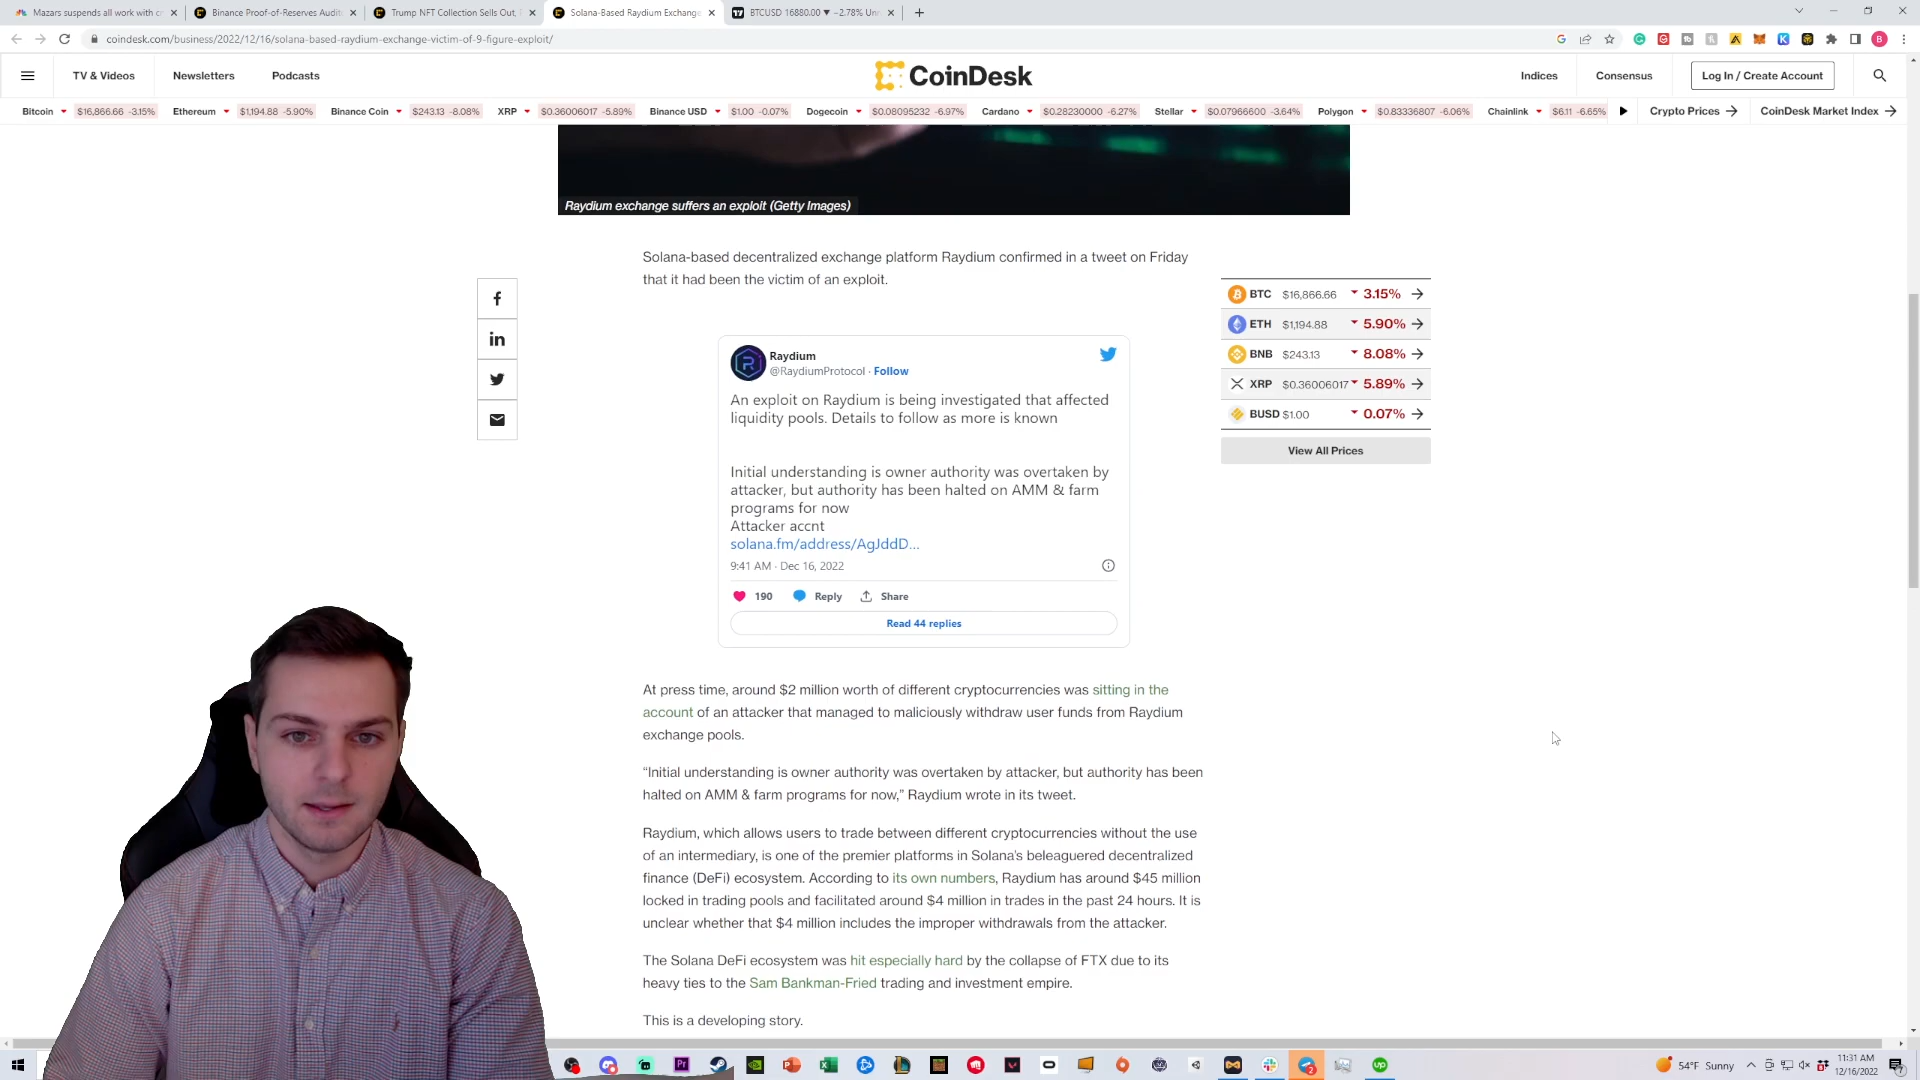 Mazars suspends all work with cr
Binance Proof-of-Reserves Audit
Trump NFT Collection Sells Out,
Solana-Based Raydium Exchange
BTCUSD 16880.00 ▼ −2.78% Un
coindesk.com/business/2022/12/16/solana-based-raydium-exchange-victim-of-9-figure-exploit/
TV & Videos
Newsletters
Podcasts
CoinDesk
Indices
Consensus
Log In / Create Account
Bitcoin $16,866.66 -3.15% Ethereum $1,194.88 -5.90% Binance Coin $243.13 -8.08% XRP $0.36006017 -5.89% Binance USD $1.00 -0.07% Dogecoin $0.08095232 -6.97% Cardano $0.28230000 -6.27% Stellar $0.07966600 -3.64% Polygon $0.83336807 -6.06% Chainlink $6.11 -6.65%
Crypto Prices
CoinDesk Market Index
Raydium exchange suffers an exploit (Getty Images)
Solana-based decentralized exchange platform Raydium confirmed in a tweet on Friday
that it had been the victim of an exploit.
BTC $16,866.66 3.15%
ETH $1,194.88 5.90%
BNB $243.13 8.08%
XRP $0.36006017 5.89%
BUSD $1.00 0.07%
View All Prices
Raydium
@RaydiumProtocol · Follow
An exploit on Raydium is being investigated that affected
liquidity pools. Details to follow as more is known
Initial understanding is owner authority was overtaken by
attacker, but authority has been halted on AMM & farm
programs for now
Attacker accnt
solana.fm/address/AgJddD...
9:41 AM · Dec 16, 2022
190 Reply Share
Read 44 replies
At press time, around $2 million worth of different cryptocurrencies was sitting in the
account of an attacker that managed to maliciously withdraw user funds from Raydium
exchange pools.
“Initial understanding is owner authority was overtaken by attacker, but authority has been
halted on AMM & farm programs for now,” Raydium wrote in its tweet.
Raydium, which allows users to trade between different cryptocurrencies without the use
of an intermediary, is one of the premier platforms in Solana’s beleaguered decentralized
finance (DeFi) ecosystem. According to its own numbers, Raydium has around $45 million
locked in trading pools and facilitated around $4 million in trades in the past 24 hours. It is
unclear whether that $4 million includes the improper withdrawals from the attacker.
The Solana DeFi ecosystem was hit especially hard by the collapse of FTX due to its
heavy ties to the Sam Bankman-Fried trading and investment empire.
This is a developing story.
54°F Sunny
11:31 AM
12/16/2022